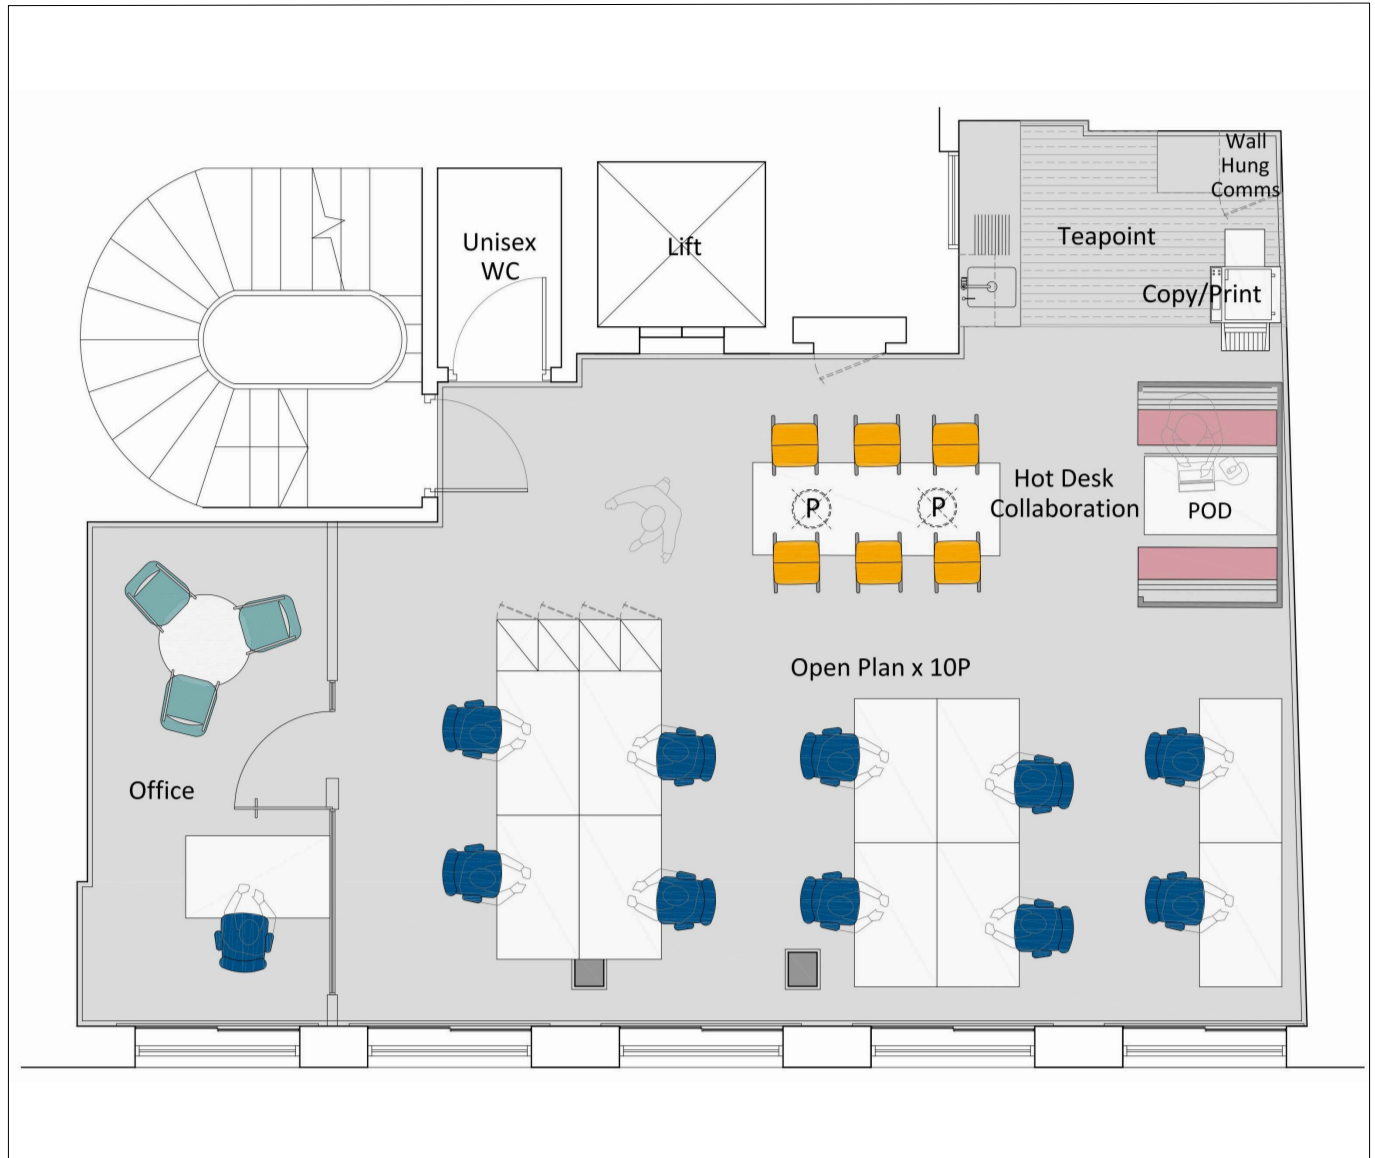 Wall
Hung
Comms
Unisex
WC
Lift
Teapoint
Copy/Print
Hot Desk
Collaboration
P
P
POD
Open Plan x 10P
Office